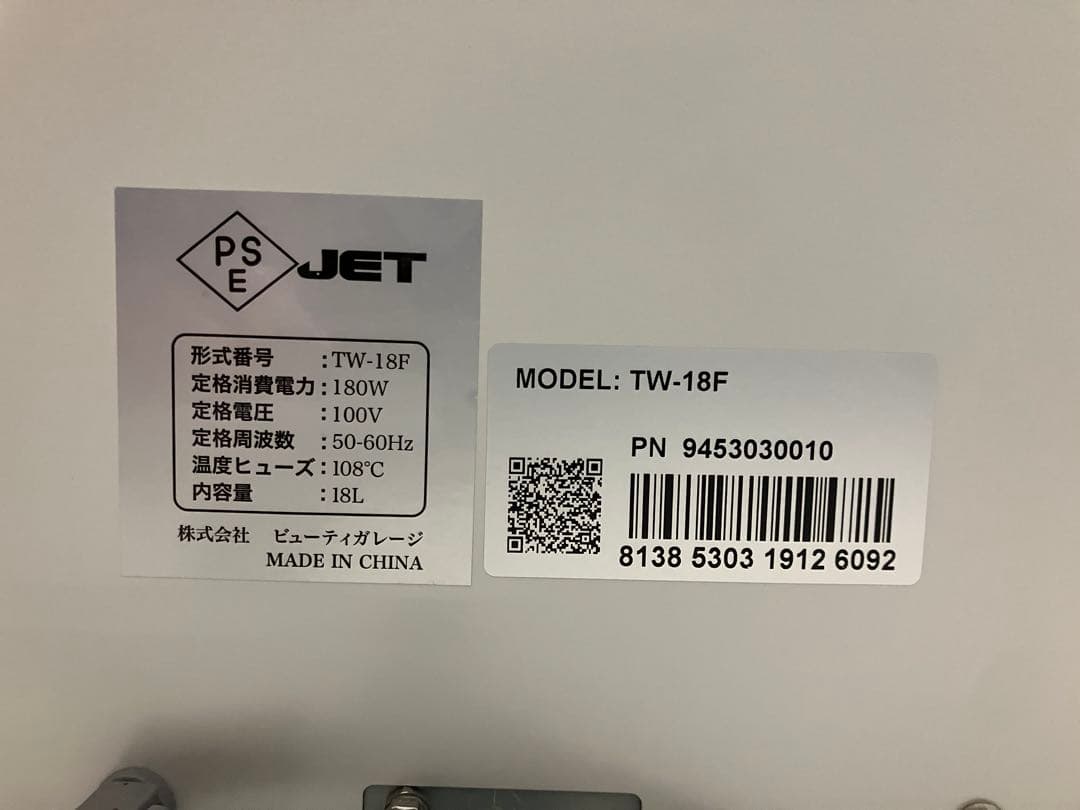 PS
E
JET
形式番号 :TW-18F
定格消費電力:180W
定格電圧 :100V
定格周波数 :50-60Hz
温度ヒューズ:108℃
内容量 :18L
株式会社 ビューティガレージ
MADE IN CHINA
MODEL: TW-18F
PN 9453030010
8138 5303 1912 6092